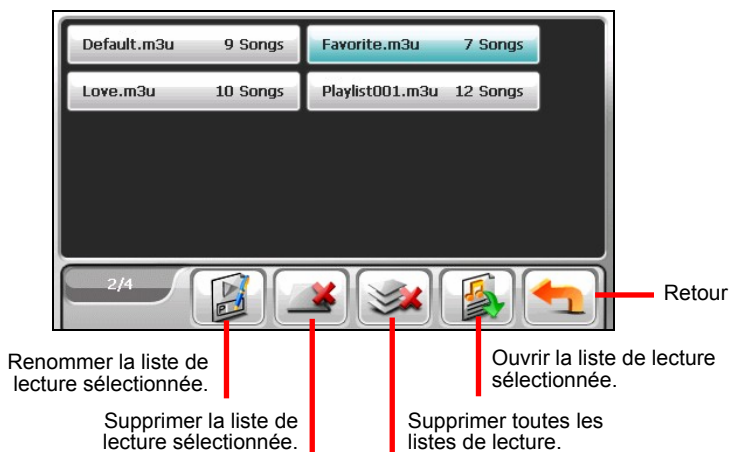 Default.m3u 9 Songs
Favorite.m3u 7 Songs
Love.m3u 10 Songs
Playlist001.m3u 12 Songs
2/4
Retour
Renommer la liste de
lecture sélectionnée.
Ouvrir la liste de lecture
sélectionnée.
Supprimer la liste de
lecture sélectionnée.
Supprimer toutes les
listes de lecture.